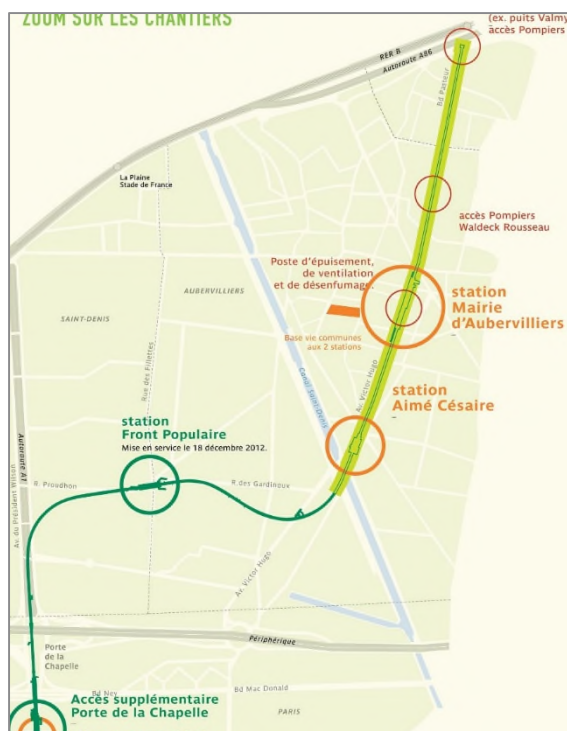 ZOOM SUR LES CHANTIERS
(ex. puits Valmy)
accès Pompiers
RER B
Autoroute A86
Bd Pasteur
La Plaine
Stade de France
accès Pompiers
Waldeck Rousseau
Poste d'épuisement,
de ventilation
et de désenfumage.
AUBERVILLIERS
station
Mairie
d'Aubervilliers
SAINT-DENIS
Base vie communes
aux 2 stations
Rue des Fillettes
Canal Saint-Denis
Av. Victor Hugo
station
Aimé Césaire
station
Front Populaire
Mise en service le 18 décembre 2012.
Autoroute A1
Av. du Président Wilson
R. Proudhon
R. des Gardinoux
Av. Victor Hugo
Périphérique
Porte
de la
Chapelle
Bd Ney
Bd Mac Donald
Accès supplémentaire
Porte de la Chapelle
PARIS